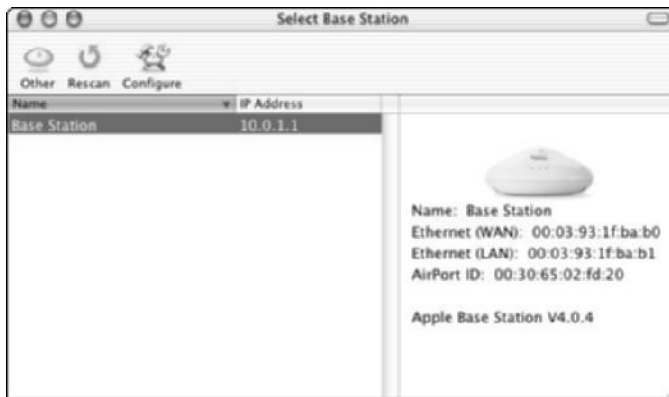 Select Base Station
Other Rescan Configure
Name IP Address
Base Station 10.0.1.1
Name: Base Station
Ethernet (WAN): 00:03:93:1f:ba:b0
Ethernet (LAN): 00:03:93:1f:ba:b1
AirPort ID: 00:30:65:02:fd:20
Apple Base Station V4.0.4